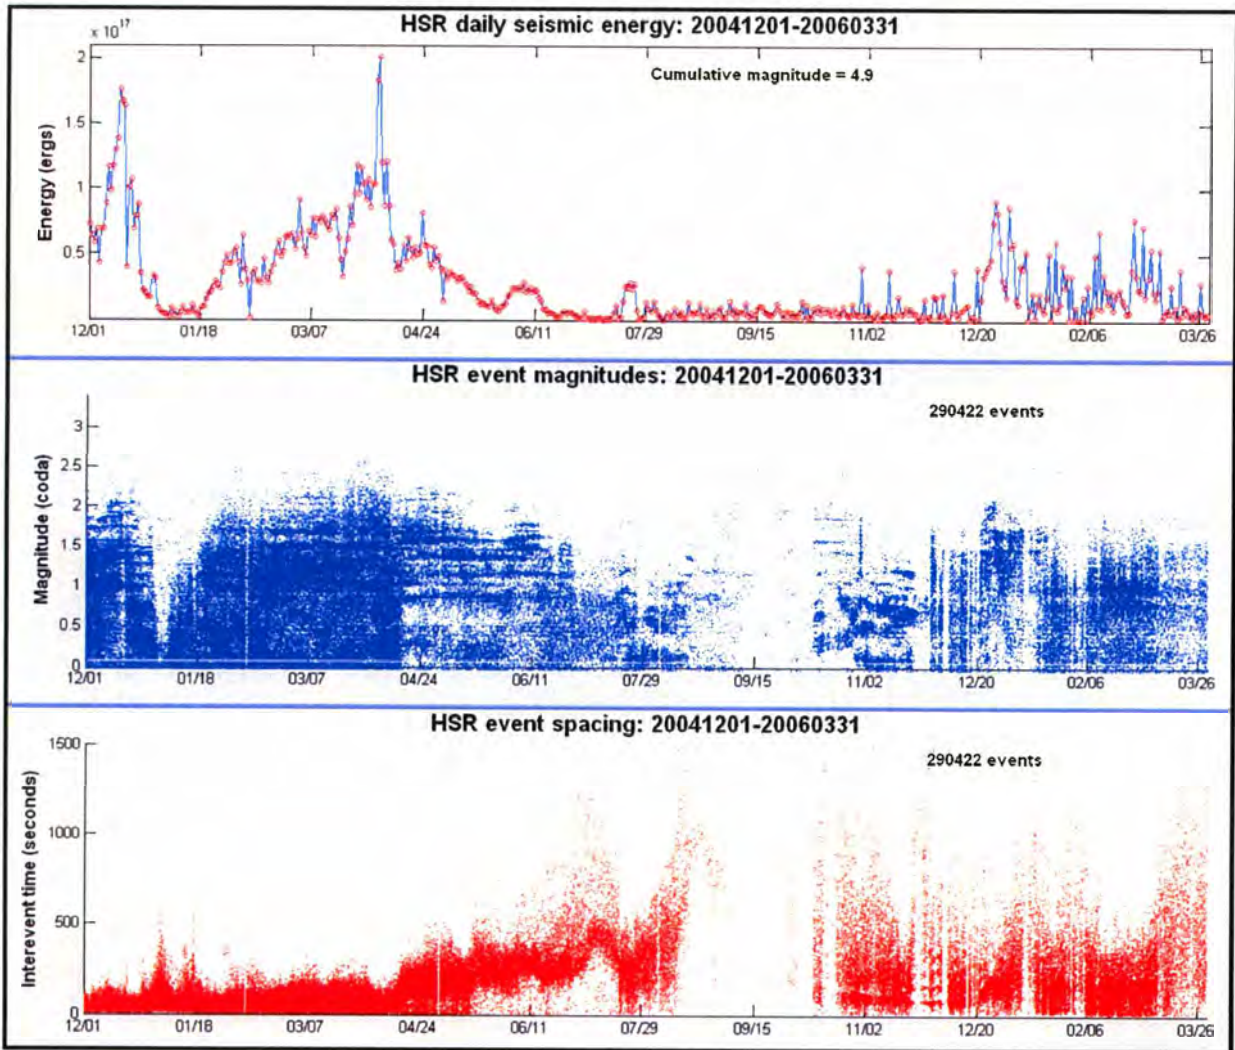 HSR daily seismic energy: 20041201-20060331
x 10^17
Cumulative magnitude = 4.9
Energy (ergs)
2
1.5
1
0.5
12/01 01/18 03/07 04/24 06/11 07/29 09/15 11/02 12/20 02/06 03/26
HSR event magnitudes: 20041201-20060331
290422 events
Magnitude (coda)
3
2.5
2
1.5
1
0.5
0
12/01 01/18 03/07 04/24 06/11 07/29 09/15 11/02 12/20 02/06 03/26
HSR event spacing: 20041201-20060331
290422 events
Interevent time (seconds)
1500
1000
500
0
12/01 01/18 03/07 04/24 06/11 07/29 09/15 11/02 12/20 02/06 03/26